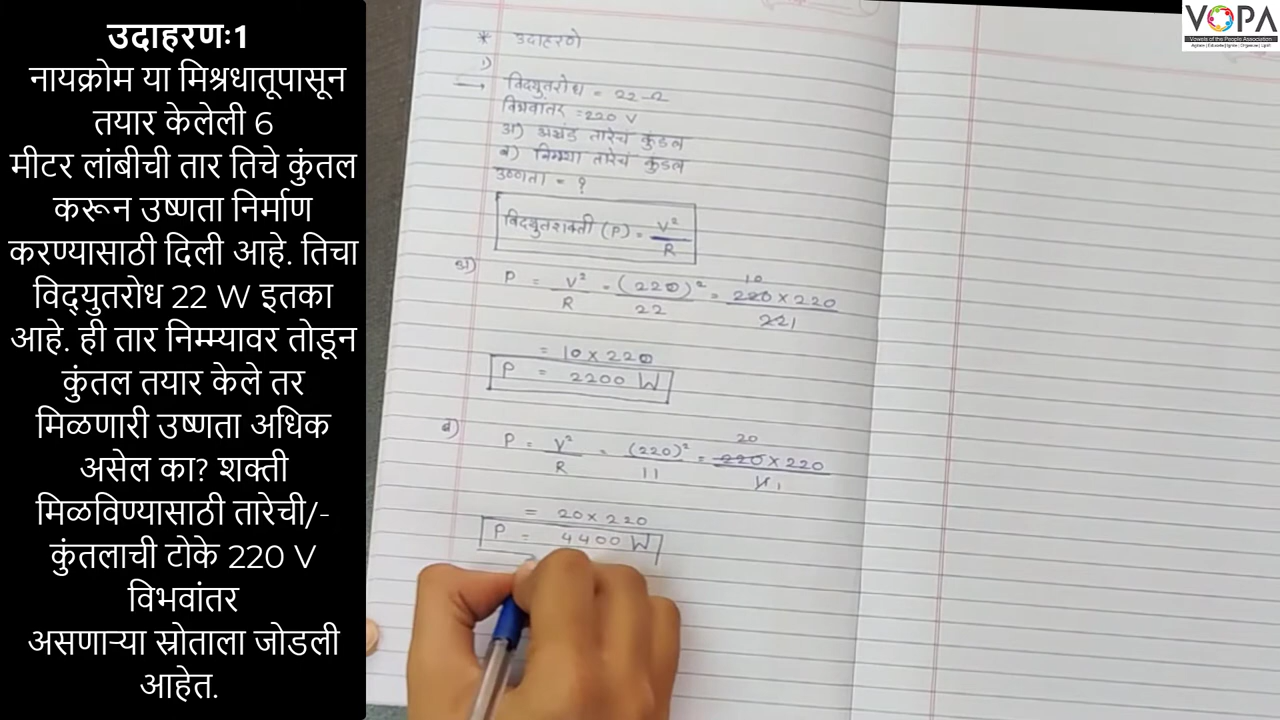 उदाहरणः1
नायक्रोम या मिश्रधातूपासून
तयार केलेली 6
मीटर लांबीची तार तिचे कुंतल
करून उष्णता निर्माण
करण्यासाठी दिली आहे. तिचा
विद्‌युतरोध 22 W इतका
आहे. ही तार निम्म्यावर तोडून
कुंतल तयार केले तर
मिळणारी उष्णता अधिक
असेल का? शक्ती
मिळविण्यासाठी तारेची/-
कुंतलाची टोके 220 V
विभवांतर
असणाऱ्या स्रोताला जोडली
आहेत.
VOPA
Vowels of the People Association
* उदाहरणे
१)
→ विद्युतरोध = 22 Ω
विभवांतर = 220 V
अ) अखंड तारेचं कुंडल
ब) निम्म्या तारेचं कुंडल
उष्णता = ?
विद्युतशक्ती (P) = V²/R
अ) P = V²/R = (220)²/22 = 220 × 220/22 10 1
= 10 × 220
P = 2200 W
ब) P = V²/R = (220)²/11 = 220 × 220/11 20 1
= 20 × 220
P = 4400 W